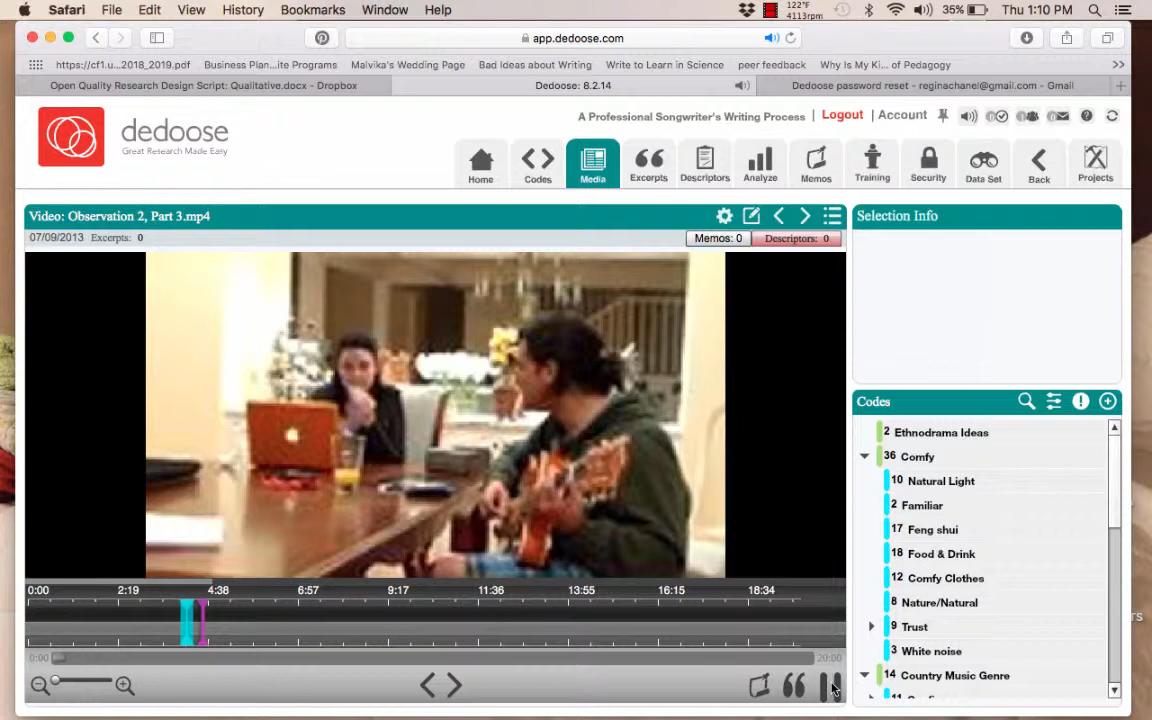 Safari File Edit View History Bookmarks Window Help 122°F 4113rpm 35% Thu 1:10 PM
app.dedoose.com
https://cf1.u...2018_2019.pdf Business Plan...ite Programs Malvika's Wedding Page Bad Ideas about Writing Write to Learn in Science peer feedback Why Is My Ki... of Pedagogy >>
Open Quality Research Design Script: Qualitative.docx - Dropbox Dedoose: 8.2.14 Dedoose password reset - reginachanel@gmail.com - Gmail
dedoose
Great Research Made Easy
A Professional Songwriter's Writing Process | Logout | Account
Home Codes Media Excerpts Descriptors Analyze Memos Training Security Data Set Back Projects
Video: Observation 2, Part 3.mp4
07/09/2013 Excerpts: 0 Memos: 0 Descriptors: 0
0:00 2:19 4:38 6:57 9:17 11:36 13:55 16:15 18:34
0:00 20:00
Selection Info
Codes
2 Ethnodrama Ideas
36 Comfy
10 Natural Light
2 Familiar
17 Feng shui
18 Food & Drink
12 Comfy Clothes
8 Nature/Natural
9 Trust
3 White noise
14 Country Music Genre